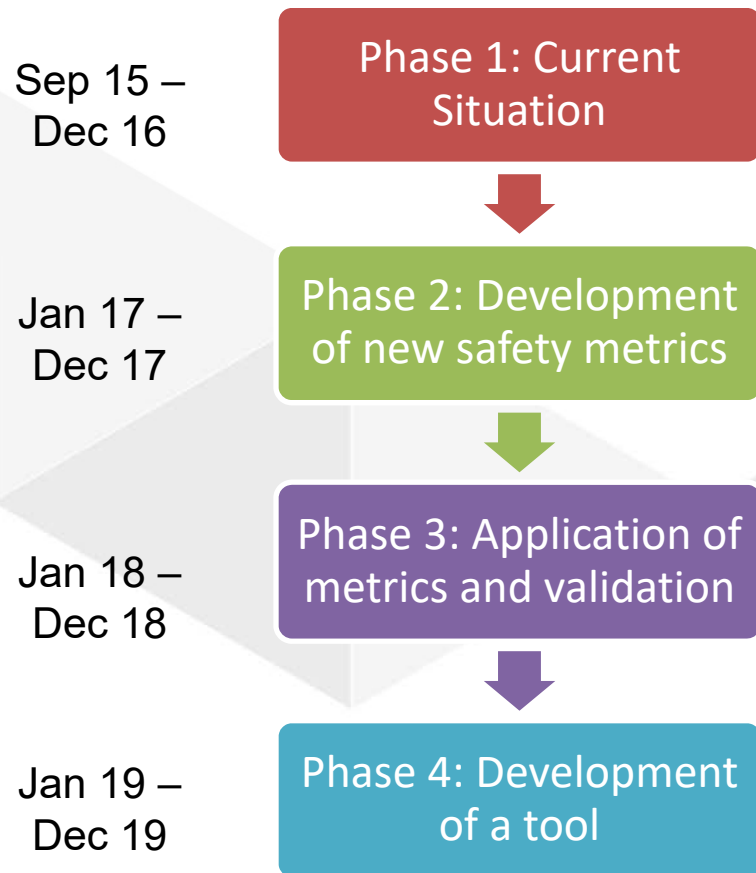 Sep 15 –
Dec 16
Phase 1: Current
Situation
Jan 17 –
Dec 17
Phase 2: Development
of new safety metrics
Jan 18 –
Dec 18
Phase 3: Application of
metrics and validation
Jan 19 –
Dec 19
Phase 4: Development
of a tool